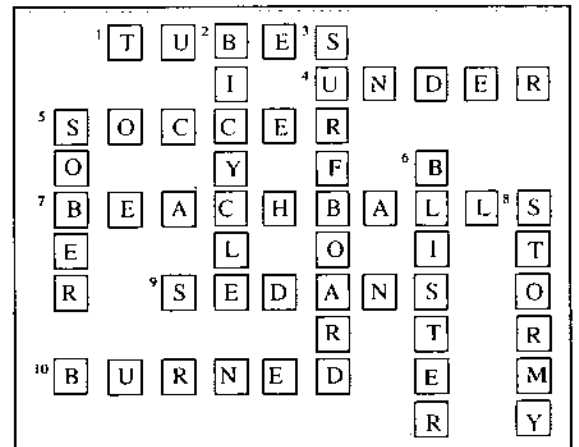 1 T U 2 B E 3 S
I 4 U N D E R
5 S O C C E R
O Y F 6 B
7 B E A C H B A L L 8 S
E L O I T
R 9 S E D A N S O
R T R
10 B U R N E D E M
R Y